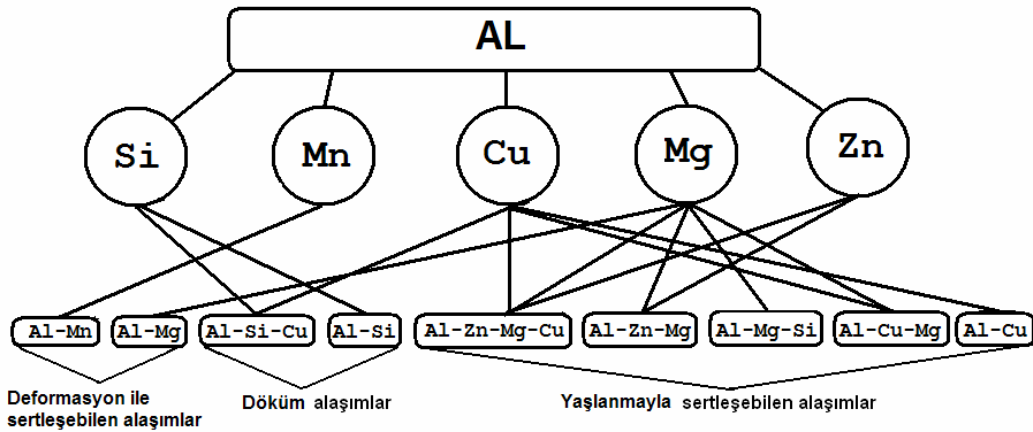 AL
Si
Mn
Cu
Mg
Zn
Al-Mn
Al-Mg
Al-Si-Cu
Al-Si
Al-Zn-Mg-Cu
Al-Zn-Mg
Al-Mg-Si
Al-Cu-Mg
Al-Cu
Deformasyon ile
sertleşebilen alaşımlar
Döküm alaşımlar
Yaşlanmayla sertleşebilen alaşımlar